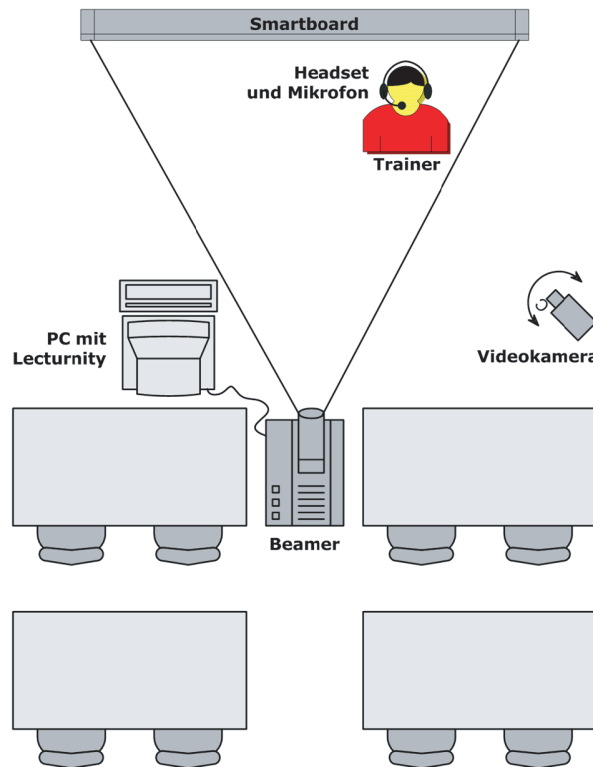 Smartboard
Headset
und Mikrofon
Trainer
PC mit
Lecturnity
Videokamera
Beamer